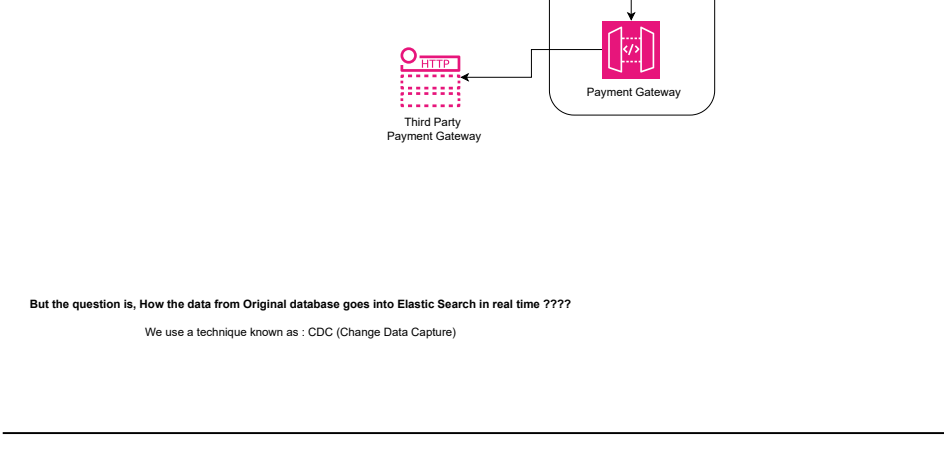 </>
HTTP
Payment Gateway
Third Party
Payment Gateway
But the question is, How the data from Original database goes into Elastic Search in real time ????
We use a technique known as : CDC (Change Data Capture)